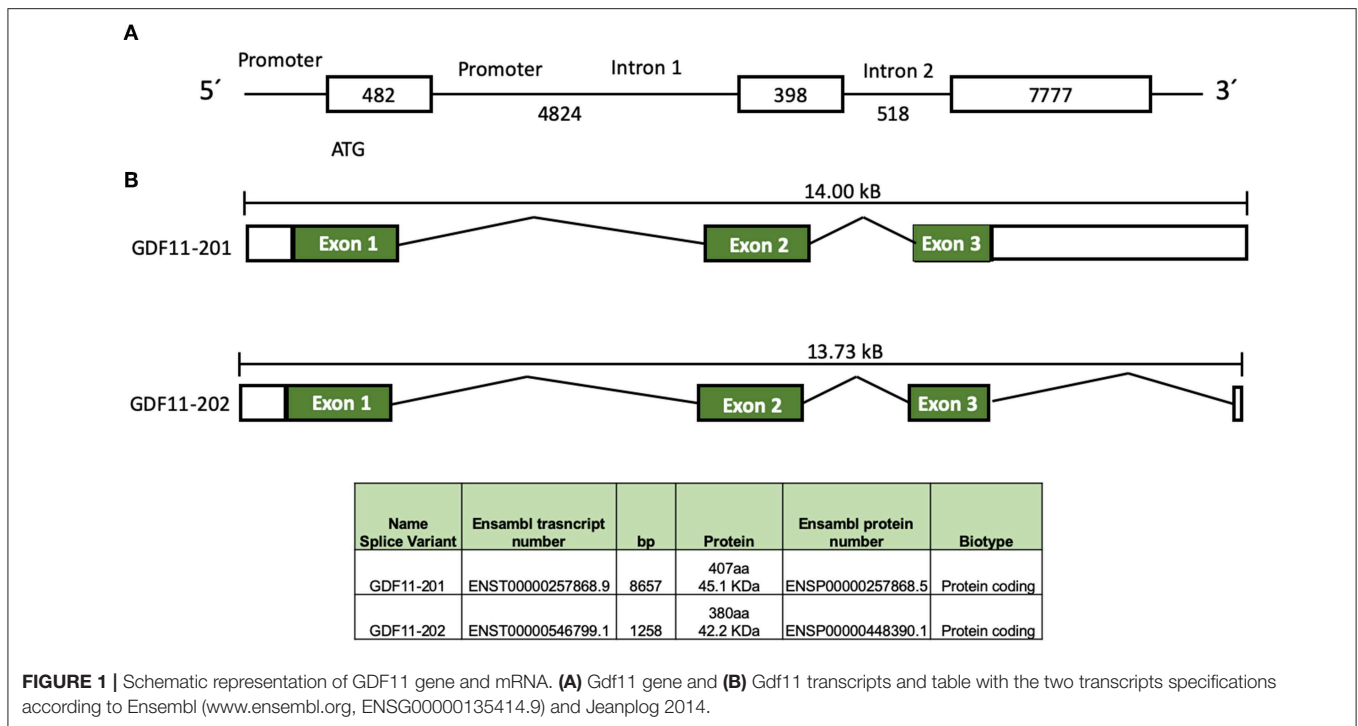 A
Promoter
5´
482
Promoter
Intron 1
4824
398
Intron 2
518
7777
3´
ATG
B
14.00 kB
GDF11-201
Exon 1
Exon 2
Exon 3
13.73 kB
GDF11-202
Exon 1
Exon 2
Exon 3
Name Splice Variant
Ensambl trasncript number
bp
Protein
Ensambl protein number
Biotype
GDF11-201
ENST00000257868.9
8657
407aa
45.1 KDa
ENSP00000257868.5
Protein coding
GDF11-202
ENST00000546799.1
1258
380aa
42.2 KDa
ENSP00000448390.1
Protein coding
FIGURE 1 | Schematic representation of GDF11 gene and mRNA. (A) Gdf11 gene and (B) Gdf11 transcripts and table with the two transcripts specifications
according to Ensembl (www.ensembl.org, ENSG00000135414.9) and Jeanplog 2014.